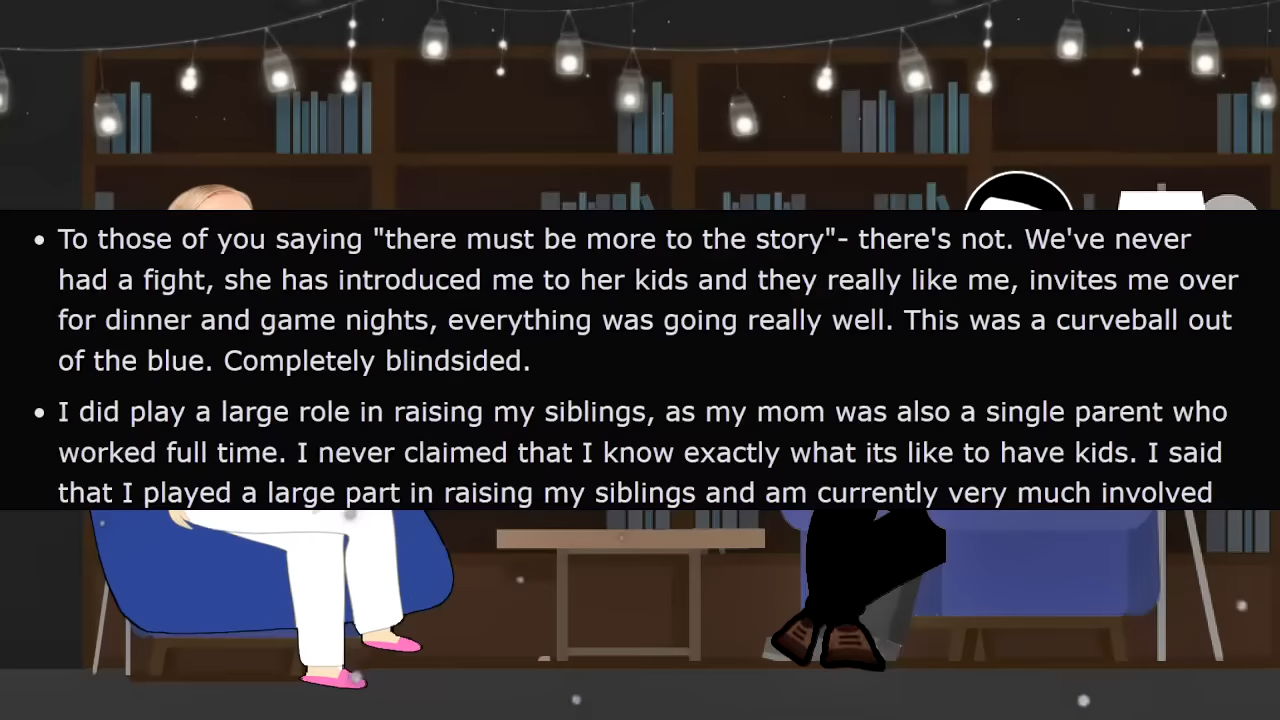 • To those of you saying "there must be more to the story"- there's not. We've never
had a fight, she has introduced me to her kids and they really like me, invites me over
for dinner and game nights, everything was going really well. This was a curveball out
of the blue. Completely blindsided.
• I did play a large role in raising my siblings, as my mom was also a single parent who
worked full time. I never claimed that I know exactly what its like to have kids. I said
that I played a large part in raising my siblings and am currently very much involved